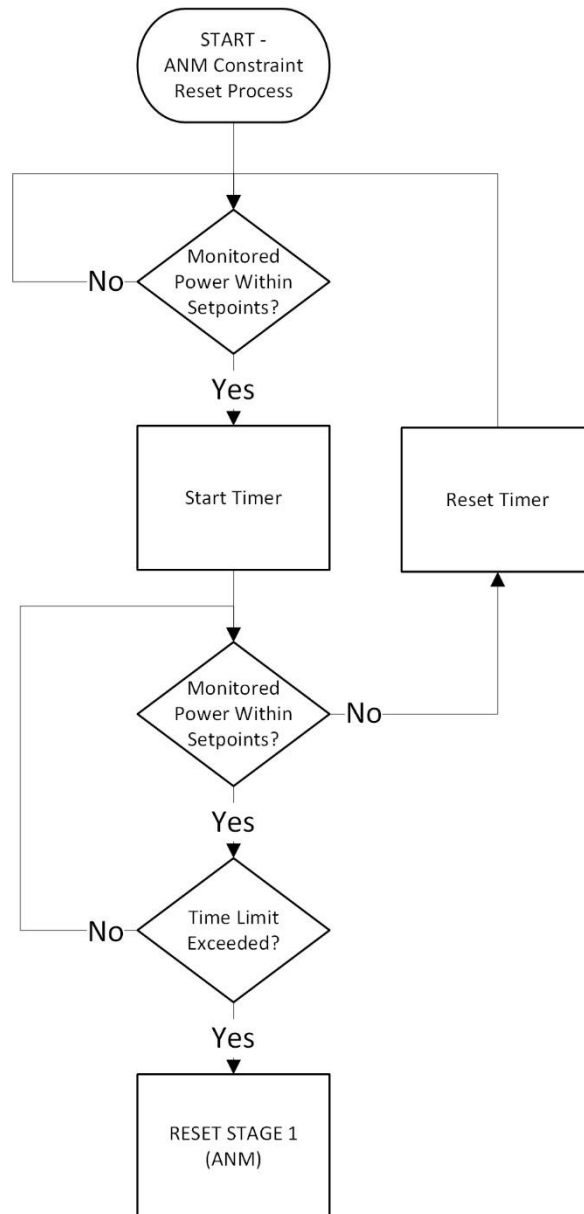 START -
ANM Constraint
Reset Process
Monitored
Power Within
Setpoints?
No
Yes
Start Timer
Reset Timer
Monitored
Power Within
Setpoints?
No
Yes
Time Limit
Exceeded?
No
Yes
RESET STAGE 1
(ANM)